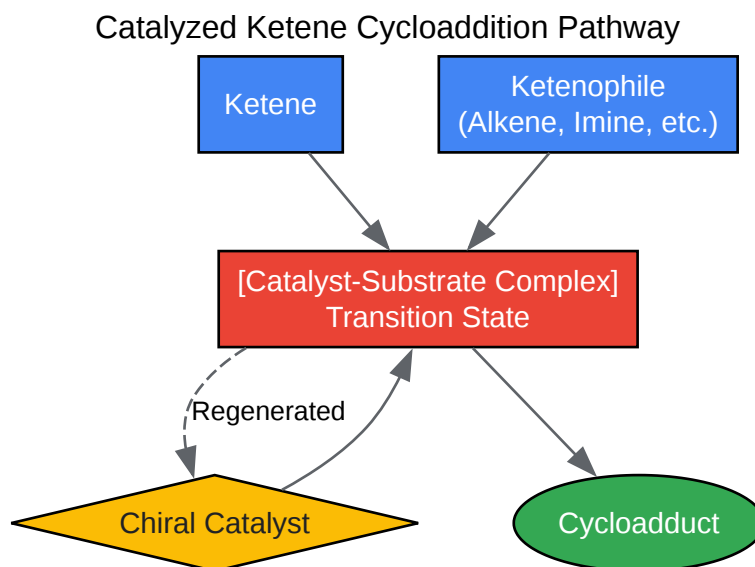 Catalyzed Ketene Cycloaddition Pathway
Ketene
Ketenophile
(Alkene, Imine, etc.)
[Catalyst-Substrate Complex]
Transition State
Regenerated
Chiral Catalyst
Cycloadduct